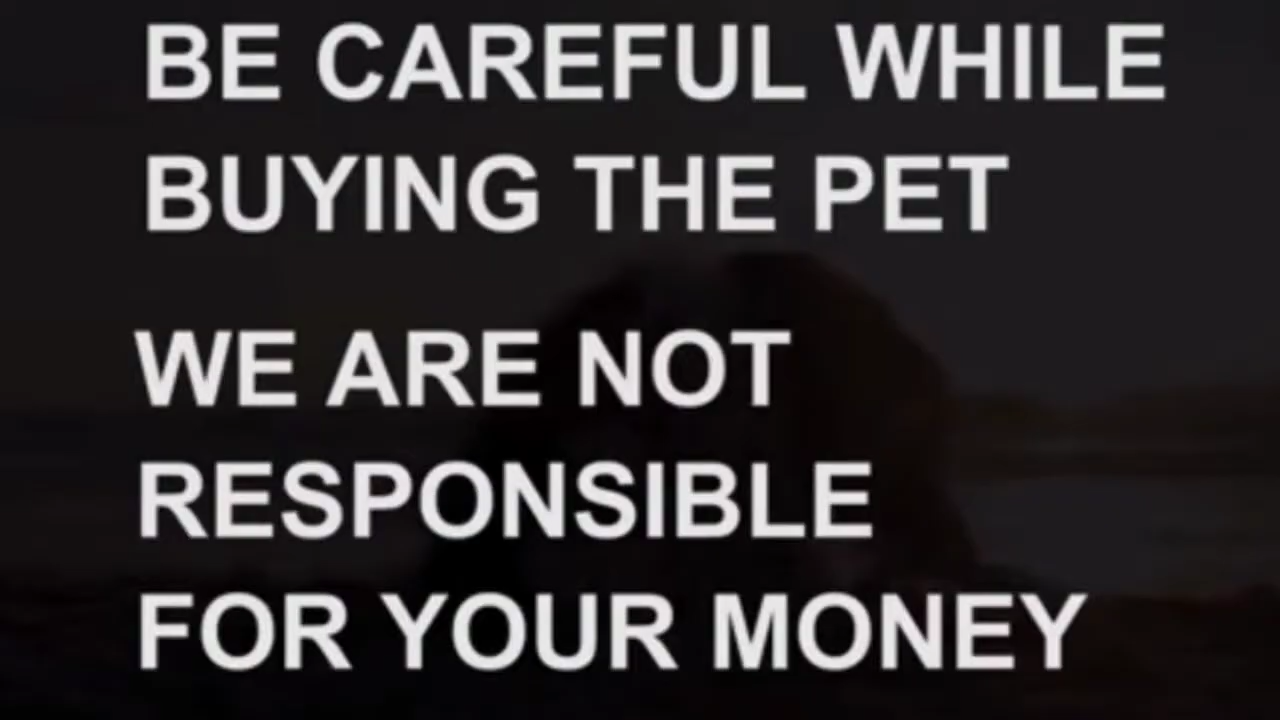 BE CAREFUL WHILE
BUYING THE PET
WE ARE NOT
RESPONSIBLE
FOR YOUR MONEY